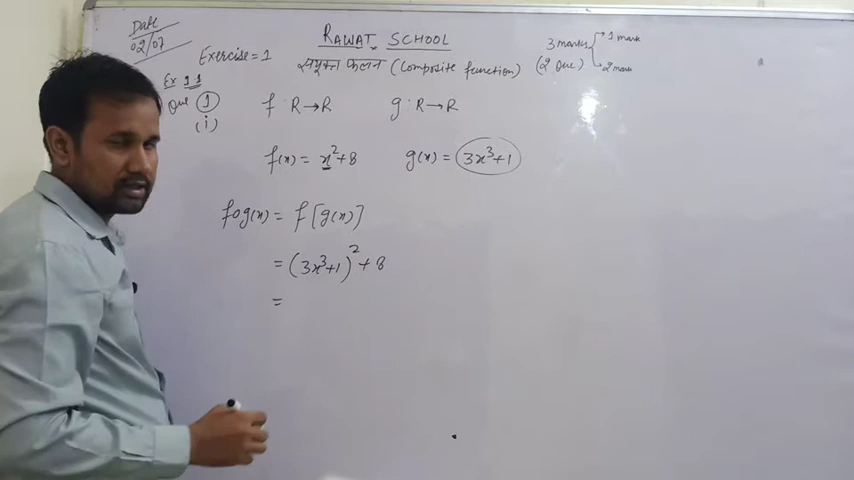 Date
02/07
RAWAT SCHOOL
Exercise = 1
संयुक्त फलन (Composite function)
3 marks → 1 mark
(2 Que) → 2 mark
Ex 1.1
Que 1
(i)
f : R→R g : R→R
f(x) = x²+8 g(x) = 3x³+1
fog(x) = f[g(x)]
= (3x³+1)² + 8
=